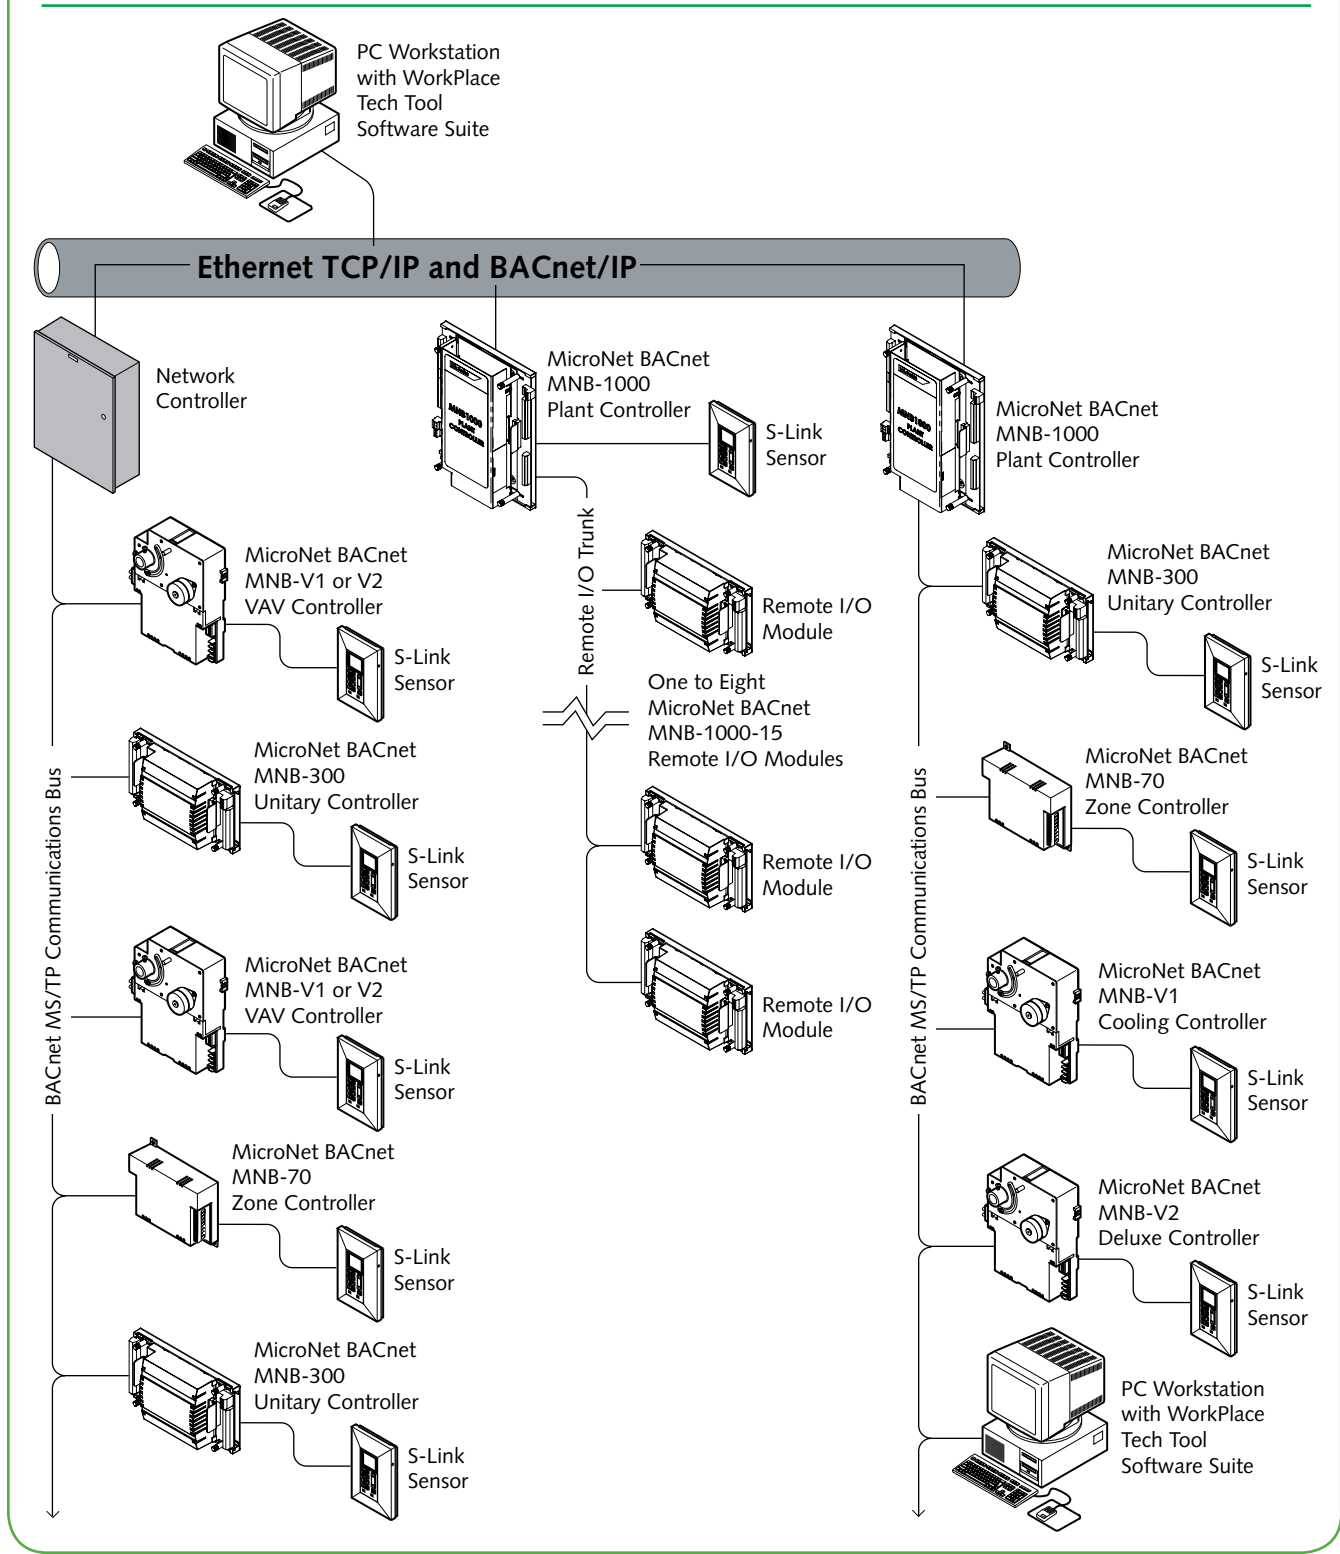 PC Workstation
with WorkPlace
Tech Tool
Software Suite
Ethernet TCP/IP and BACnet/IP
Network
Controller
MicroNet BACnet
MNB-1000
Plant Controller
MNB1000
PLANT
CONTROLLER
S-Link
Sensor
MicroNet BACnet
MNB-1000
Plant Controller
MNB1000
PLANT
CONTROLLER
BACnet MS/TP Communications Bus
MicroNet BACnet
MNB-V1 or V2
VAV Controller
S-Link
Sensor
MicroNet BACnet
MNB-300
Unitary Controller
S-Link
Sensor
MicroNet BACnet
MNB-V1 or V2
VAV Controller
S-Link
Sensor
MicroNet BACnet
MNB-70
Zone Controller
S-Link
Sensor
MicroNet BACnet
MNB-300
Unitary Controller
S-Link
Sensor
Remote I/O Trunk
Remote I/O
Module
One to Eight
MicroNet BACnet
MNB-1000-15
Remote I/O Modules
Remote I/O
Module
Remote I/O
Module
BACnet MS/TP Communications Bus
MicroNet BACnet
MNB-300
Unitary Controller
S-Link
Sensor
MicroNet BACnet
MNB-70
Zone Controller
S-Link
Sensor
MicroNet BACnet
MNB-V1
Cooling Controller
S-Link
Sensor
MicroNet BACnet
MNB-V2
Deluxe Controller
S-Link
Sensor
PC Workstation
with WorkPlace
Tech Tool
Software Suite